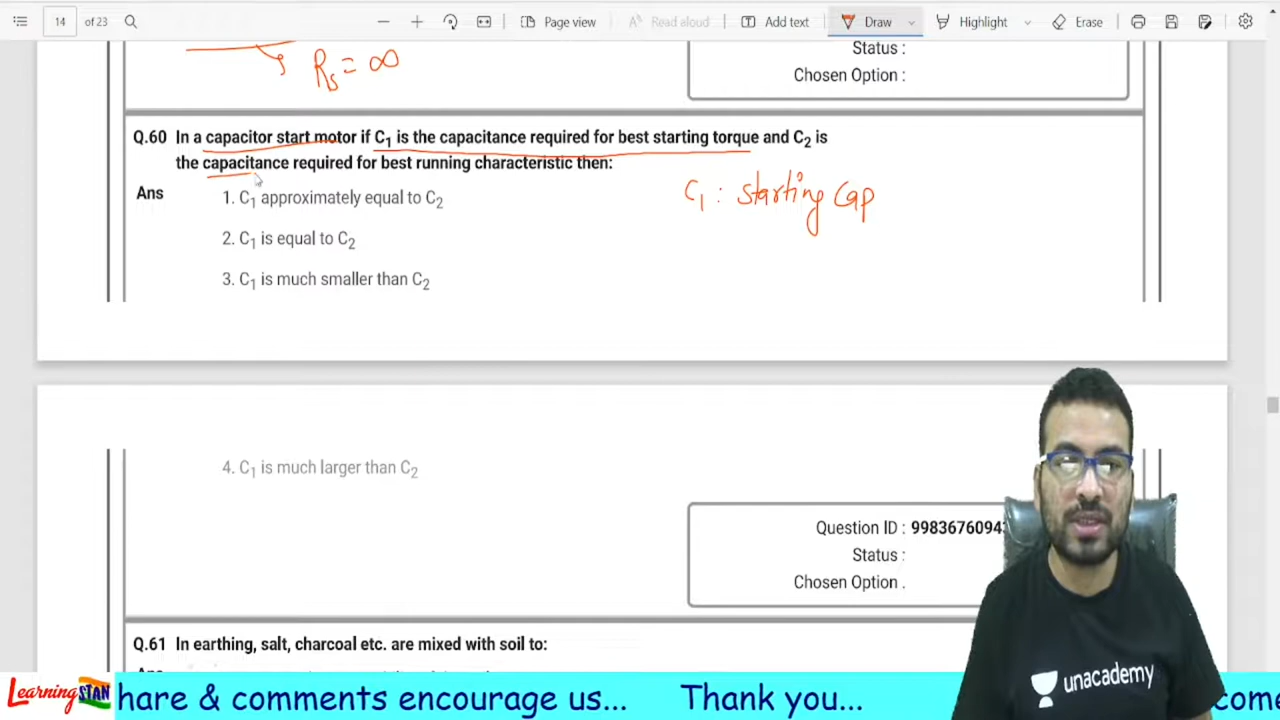 14 of 23
Page view
Read aloud
Add text
Draw
Highlight
Erase
Rs = ∞
Status :
Chosen Option :
Q.60 In a capacitor start motor if C1 is the capacitance required for best starting torque and C2 is
the capacitance required for best running characteristic then:
Ans
1. C1 approximately equal to C2
2. C1 is equal to C2
3. C1 is much smaller than C2
C1 : starting Cap
4. C1 is much larger than C2
Question ID : 9983676094
Status :
Chosen Option .
Q.61 In earthing, salt, charcoal etc. are mixed with soil to:
unacademy
Learning STAN
hare & comments encourage us... Thank you... come